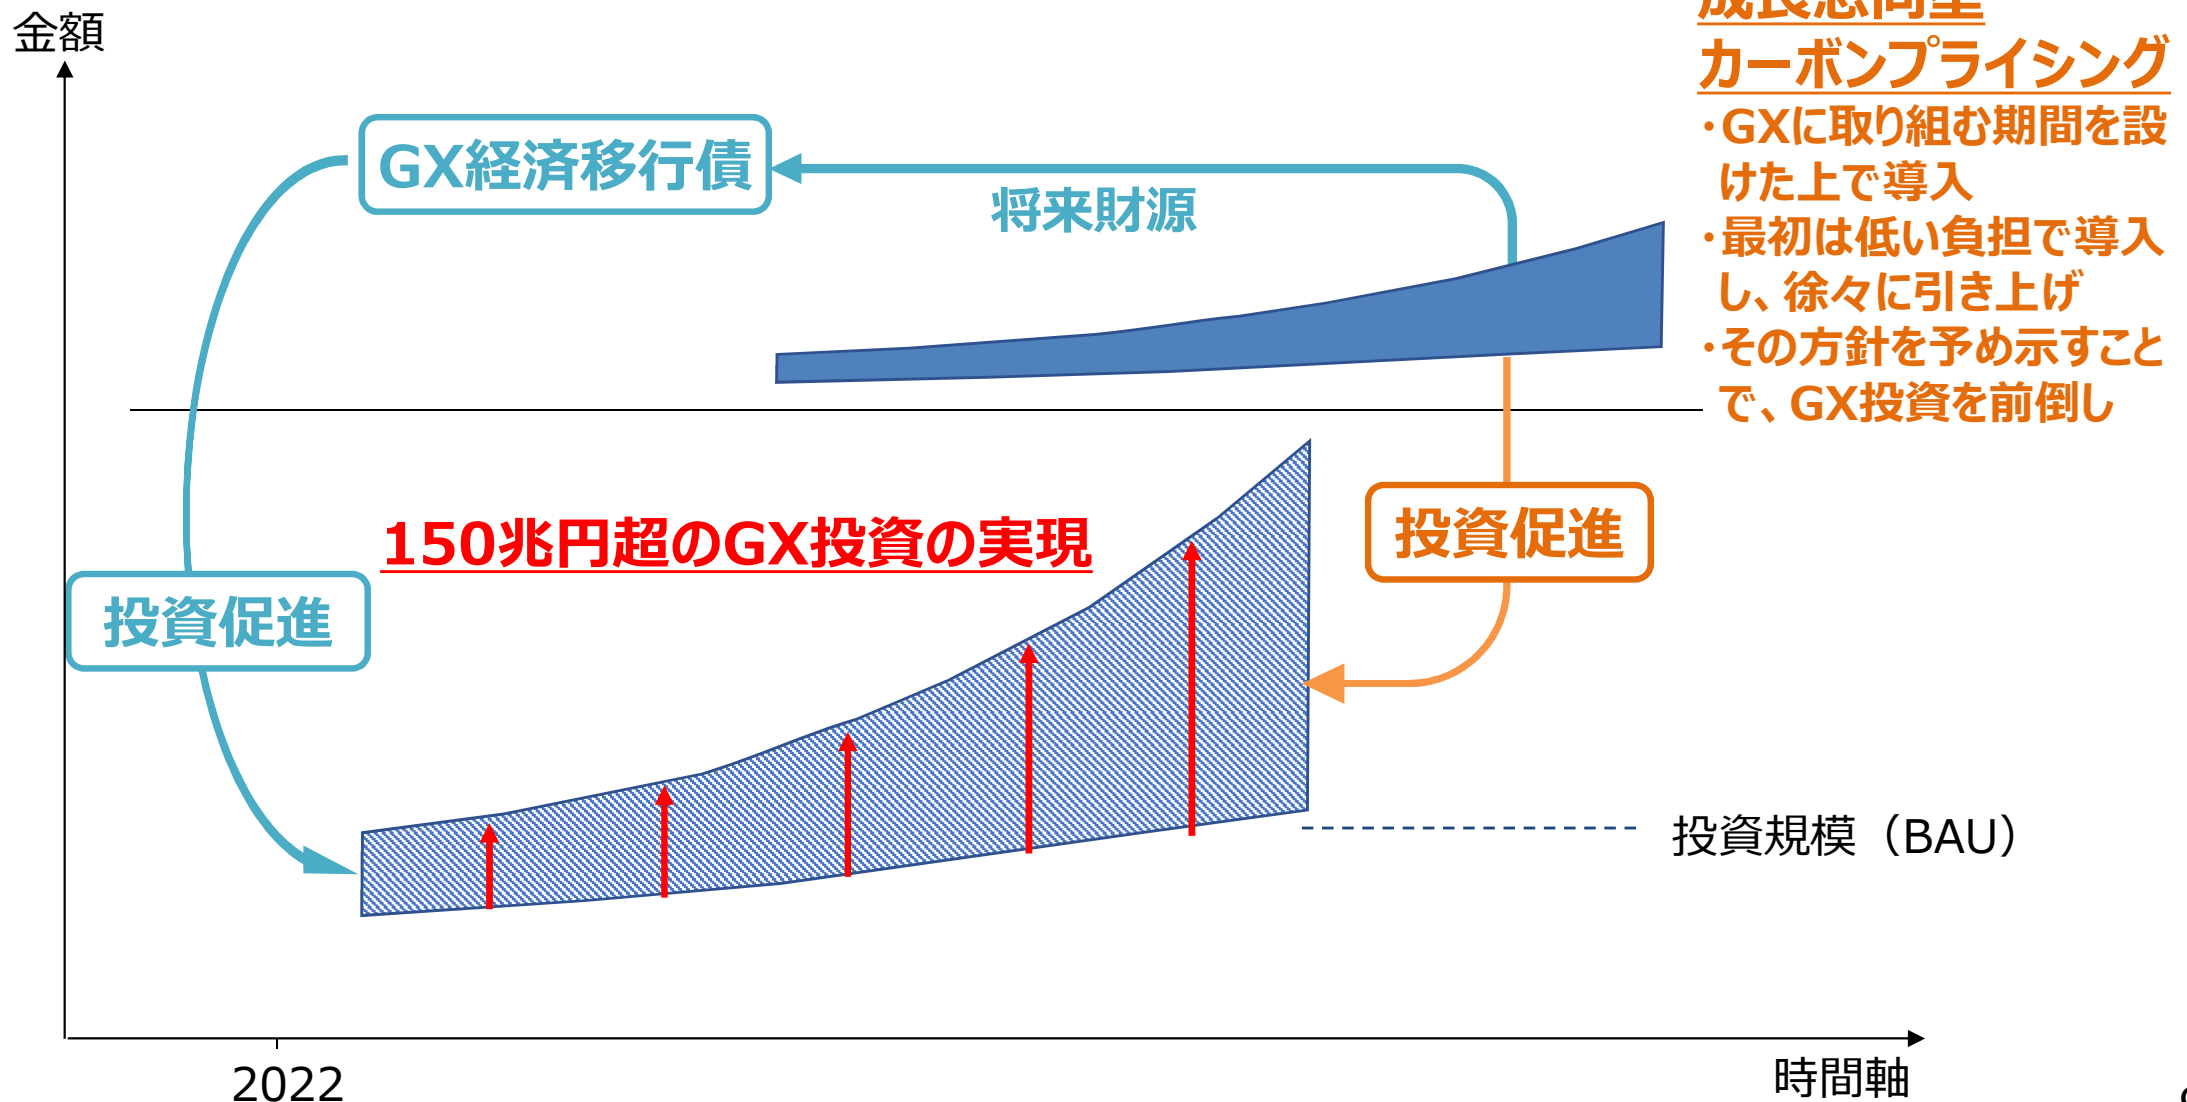 金額
成長志向型
カーボンプライシング
・GXに取り組む期間を設
けた上で導入
・最初は低い負担で導入
し、徐々に引き上げ
・その方針を予め示すこと
で、GX投資を前倒し
GX経済移行債
将来財源
150兆円超のGX投資の実現
投資促進
投資促進
投資規模（BAU）
2022
時間軸